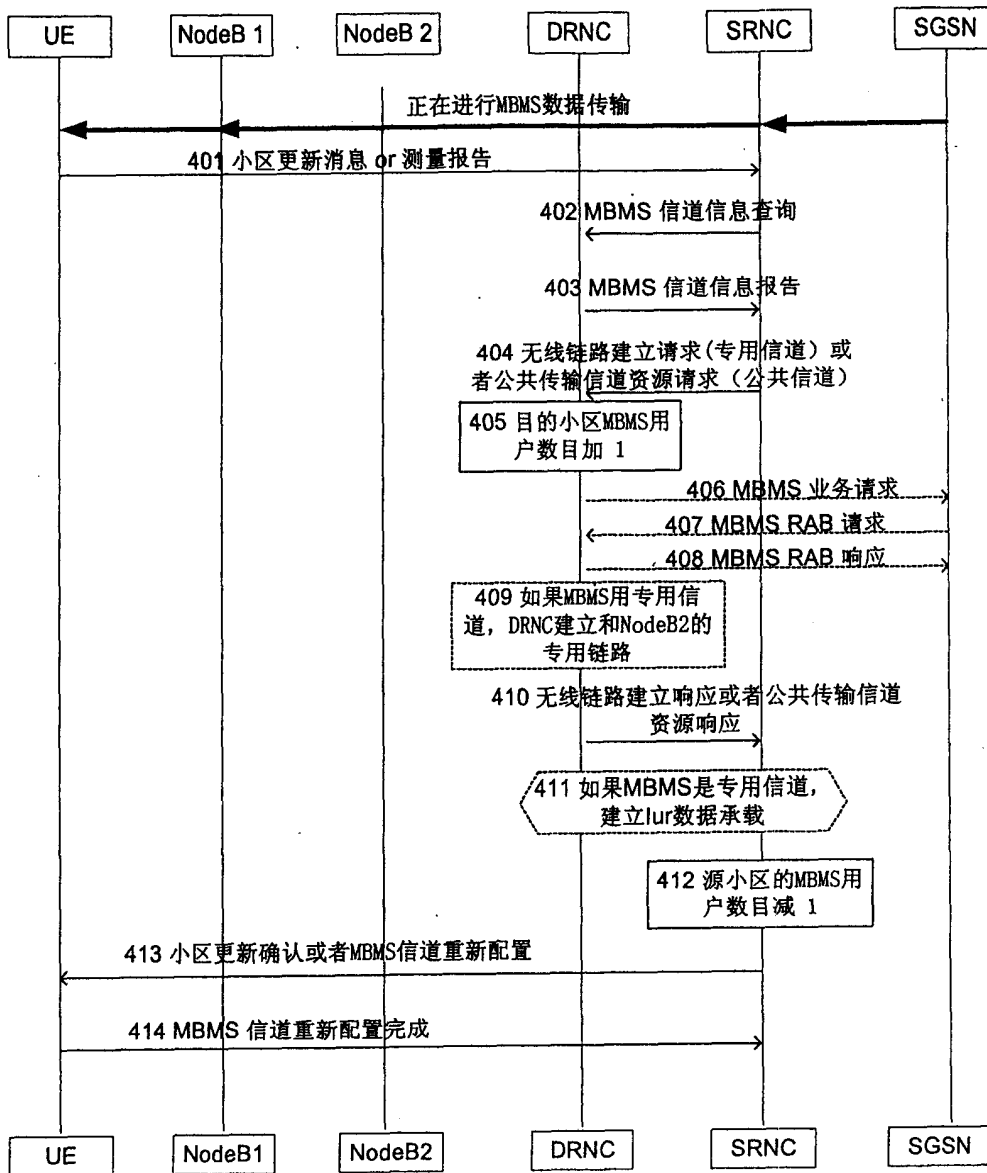 UE NodeB 1 NodeB 2 DRNC SRNC SGSN
正在进行MBMS数据传输
401 小区更新消息 or 测量报告
402 MBMS 信道信息查询
403 MBMS 信道信息报告
404 无线链路建立请求(专用信道）或
者公共传输信道资源请求（公共信道）
405 目的小区MBMS用
户数目加 1
406 MBMS 业务请求
407 MBMS RAB 请求
408 MBMS RAB 响应
409 如果MBMS用专用信
道，DRNC建立和NodeB2的
专用链路
410 无线链路建立响应或者公共传输信道
资源响应
411 如果MBMS是专用信道，
建立Iur数据承载
412 源小区的MBMS用
户数目减 1
413 小区更新确认或者MBMS信道重新配置
414 MBMS 信道重新配置完成
UE NodeB1 NodeB2 DRNC SRNC SGSN